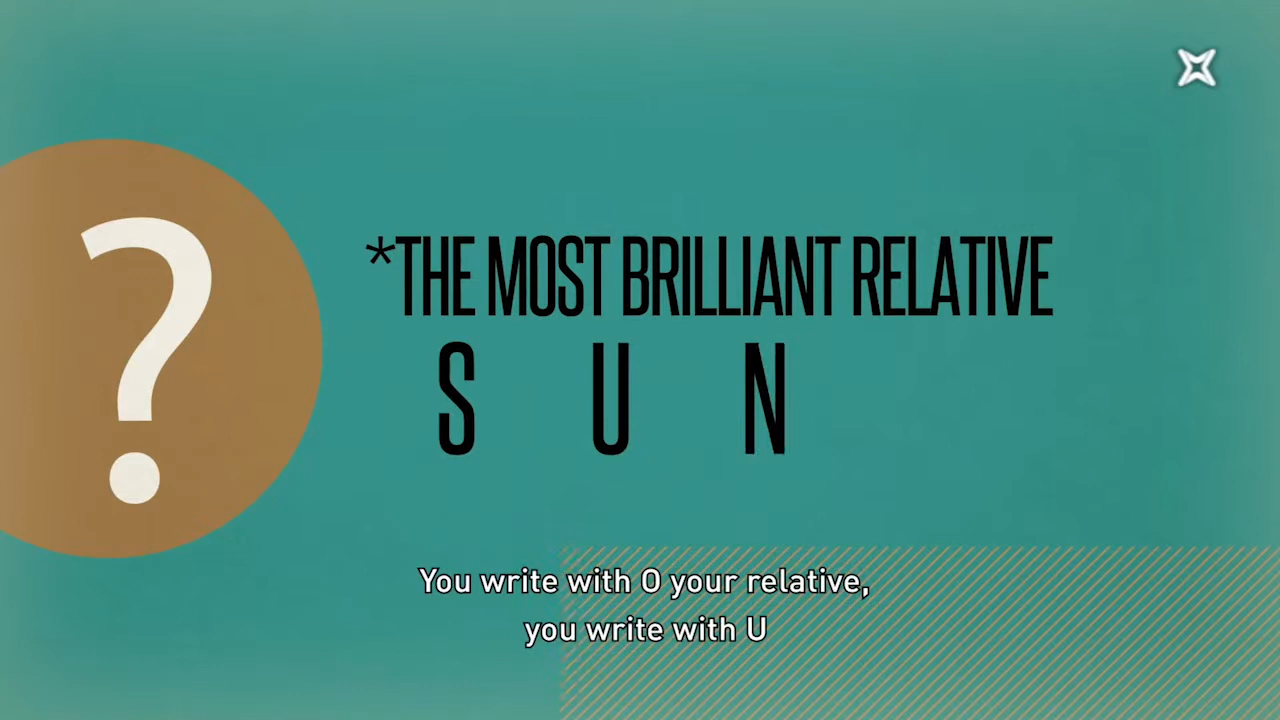 ?
*THE MOST BRILLIANT RELATIVE
S U N
You write with O your relative,
you write with U